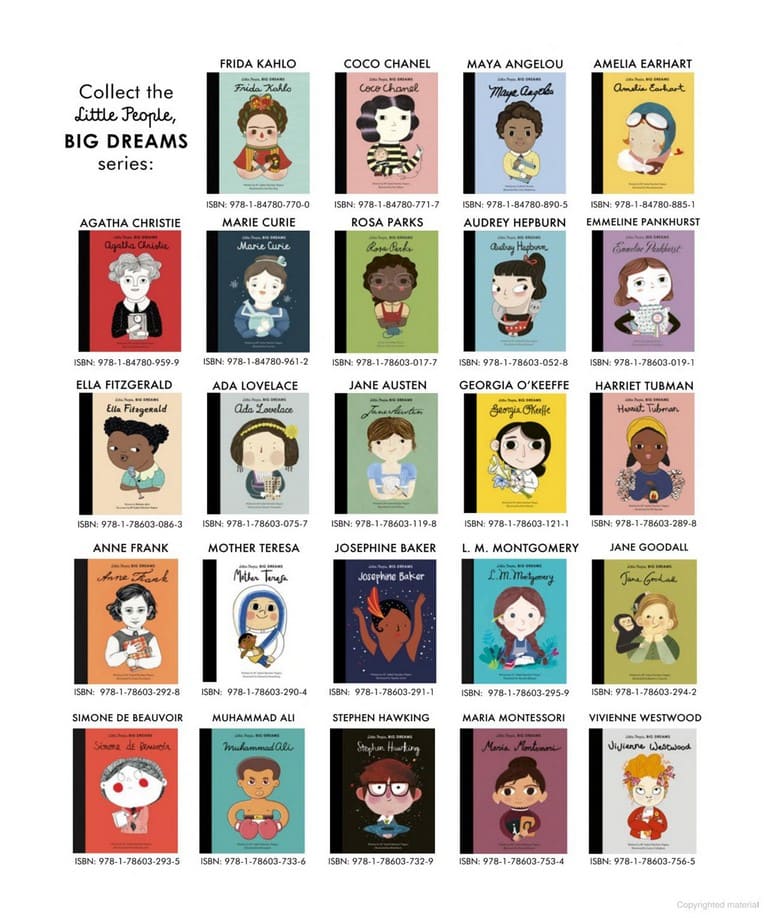 Collect the
Little People,
BIG DREAMS
series:
FRIDA KAHLO
Little People, BIG DREAMS
Frida Kahlo
ISBN: 978-1-84780-770-0
COCO CHANEL
Little People, BIG DREAMS
Coco Chanel
ISBN: 978-1-84780-771-7
MAYA ANGELOU
Little People, BIG DREAMS
Maya Angelou
ISBN: 978-1-84780-890-5
AMELIA EARHART
Little People, BIG DREAMS
Amelia Earhart
ISBN: 978-1-84780-885-1
AGATHA CHRISTIE
Little People, BIG DREAMS
Agatha Christie
ISBN: 978-1-84780-959-9
MARIE CURIE
Little People, BIG DREAMS
Marie Curie
ISBN: 978-1-84780-961-2
ROSA PARKS
Little People, BIG DREAMS
Rosa Parks
ISBN: 978-1-78603-017-7
AUDREY HEPBURN
Little People, BIG DREAMS
Audrey Hepburn
ISBN: 978-1-78603-052-8
EMMELINE PANKHURST
Little People, BIG DREAMS
Emmeline Pankhurst
ISBN: 978-1-78603-019-1
ELLA FITZGERALD
Little People, BIG DREAMS
Ella Fitzgerald
ISBN: 978-1-78603-086-3
ADA LOVELACE
Little People, BIG DREAMS
Ada Lovelace
ISBN: 978-1-78603-075-7
JANE AUSTEN
Little People, BIG DREAMS
Jane Austen
ISBN: 978-1-78603-119-8
GEORGIA O'KEEFFE
Little People, BIG DREAMS
Georgia O'Keeffe
ISBN: 978-1-78603-121-1
HARRIET TUBMAN
Little People, BIG DREAMS
Harriet Tubman
ISBN: 978-1-78603-289-8
ANNE FRANK
Little People, BIG DREAMS
Anne Frank
ISBN: 978-1-78603-292-8
MOTHER TERESA
Little People, BIG DREAMS
Mother Teresa
ISBN: 978-1-78603-290-4
JOSEPHINE BAKER
Little People, BIG DREAMS
Josephine Baker
ISBN: 978-1-78603-291-1
L. M. MONTGOMERY
Little People, BIG DREAMS
L. M. Montgomery
ISBN: 978-1-78603-295-9
JANE GOODALL
Little People, BIG DREAMS
Jane Goodall
ISBN: 978-1-78603-294-2
SIMONE DE BEAUVOIR
Little People, BIG DREAMS
Simone de Beauvoir
ISBN: 978-1-78603-293-5
MUHAMMAD ALI
Little People, BIG DREAMS
Muhammad Ali
ISBN: 978-1-78603-733-6
STEPHEN HAWKING
Little People, BIG DREAMS
Stephen Hawking
ISBN: 978-1-78603-732-9
MARIA MONTESSORI
Little People, BIG DREAMS
Maria Montessori
ISBN: 978-1-78603-753-4
VIVIENNE WESTWOOD
Little People, BIG DREAMS
Vivienne Westwood
ISBN: 978-1-78603-756-5
Copyrighted material